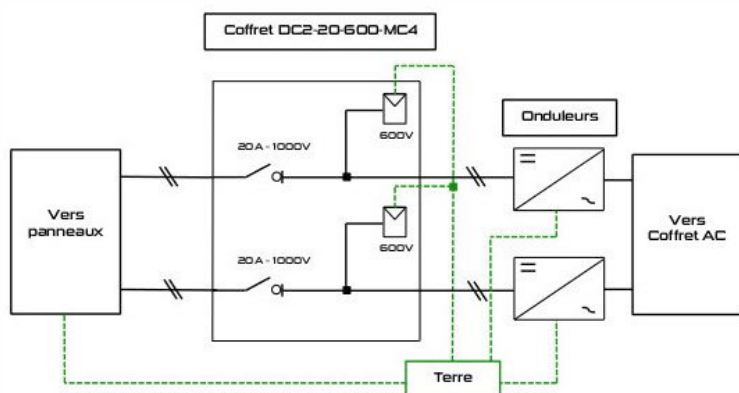 Coffret DC2-20-600-MC4
Onduleurs
600V
20A-1000V
Vers
panneaux
Vers
Coffret AC
600V
20A-1000V
Terre